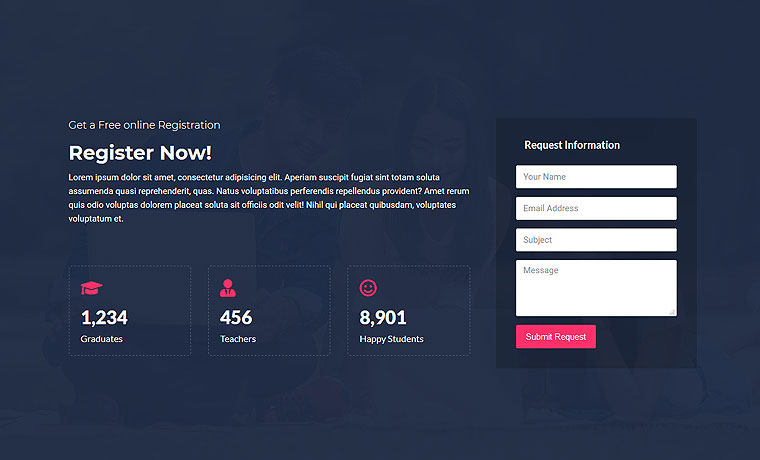 Get a Free online Registration
Register Now!
Lorem ipsum dolor sit amet, consectetur adipisicing elit. Aperiam suscipit fugiat sint totam soluta
assumenda quasi reprehenderit, quas. Natus voluptatibus perferendis repellendus provident? Amet rerum
quis odio voluptas dolorem placeat soluta sit officiis odit velit! Nihil qui placeat quibusdam, voluptates
voluptatum et.
1,234
Graduates
456
Teachers
8,901
Happy Students
Request Information
Your Name
Email Address
Subject
Message
Submit Request